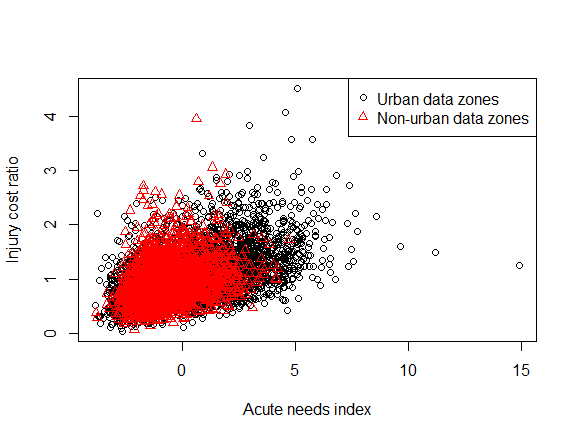 Urban data zones
Non-urban data zones
4
3
2
1
0
Injury cost ratio
0
5
10
15
Acute needs index